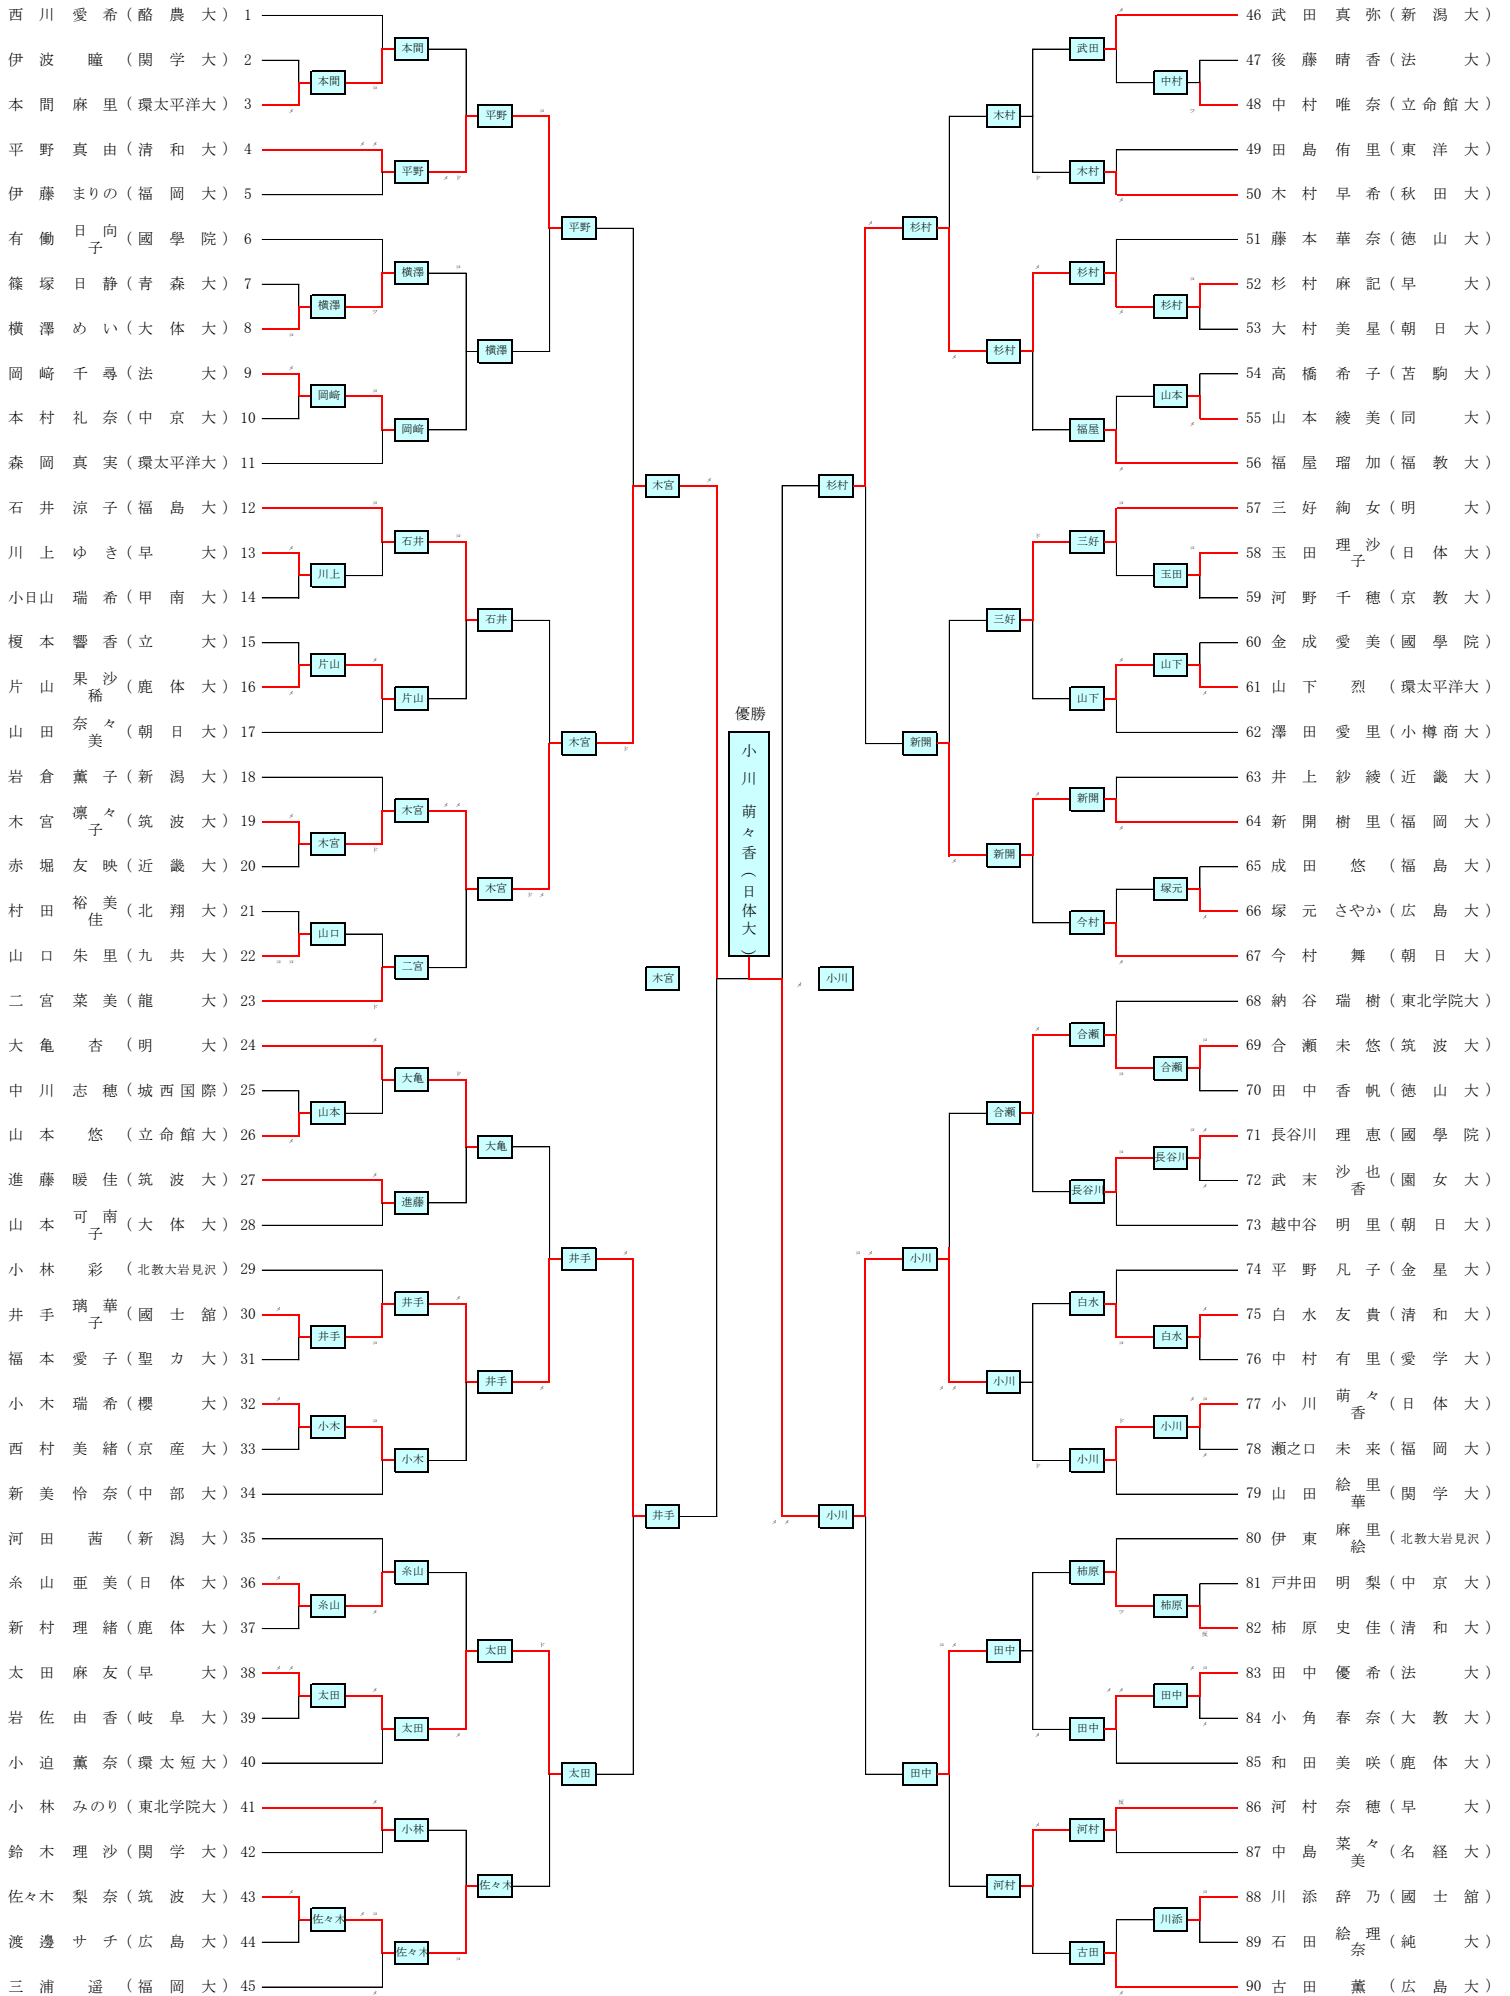 西川愛希（酪農大）1
伊波瞳（関学大）2
本間麻里（環太平洋大）3
平野真由（清和大）4
伊藤まりの（福岡大）5
有働日向子（國學院）6
篠塚日静（青森大）7
横澤めい（大体大）8
岡﨑千尋（法大）9
本村礼奈（中京大）10
森岡真実（環太平洋大）11
石井涼子（福島大）12
川上ゆき（早大）13
小日山瑞希（甲南大）14
榎本響香（立大）15
片山果沙稀（鹿体大）16
山田奈々美（朝日大）17
岩倉薫子（新潟大）18
木宮凛々子（筑波大）19
赤堀友映（近畿大）20
村田裕美佳（北翔大）21
山口朱里（九共大）22
二宮菜美（龍大）23
大亀杏（明大）24
中川志穂（城西国際）25
山本悠（立命館大）26
進藤暖佳（筑波大）27
山本可南子（大体大）28
小林彩（北教大岩見沢）29
井手璃華子（國士舘）30
福本愛子（聖カ大）31
小木瑞希（櫻大）32
西村美緒（京産大）33
新美怜奈（中部大）34
河田茜（新潟大）35
糸山亜美（日体大）36
新村理緒（鹿体大）37
太田麻友（早大）38
岩佐由香（岐阜大）39
小迫薫奈（環太短大）40
小林みのり（東北学院大）41
鈴木理沙（関学大）42
佐々木梨奈（筑波大）43
渡邊サチ（広島大）44
三浦遥（福岡大）45
本間
横澤
岡﨑
川上
片山
木宮
山口
山本
井手
小木
糸山
太田
佐々木
本間
平野
横澤
岡﨑
石井
片山
木宮
二宮
大亀
進藤
井手
小木
糸山
太田
小林
佐々木
平野
横澤
石井
木宮
大亀
井手
太田
佐々木
平野
木宮
井手
太田
木宮
木宮
井手
優勝
小川萌々香（日体大）
杉村
小川
小川
杉村
新開
小川
田中
木村
杉村
三好
新開
合瀬
小川
田中
河村
武田
木村
杉村
福屋
三好
山下
新開
今村
合瀬
長谷川
白水
小川
柿原
田中
河村
古田
中村
杉村
山本
玉田
山下
塚元
合瀬
長谷川
白水
小川
柿原
田中
川添
46 武田真弥（新潟大）
47 後藤晴香（法大）
48 中村唯奈（立命館大）
49 田島侑里（東洋大）
50 木村早希（秋田大）
51 藤本華奈（徳山大）
52 杉村麻記（早大）
53 大村美星（朝日大）
54 高橋希子（苫駒大）
55 山本綾美（同大）
56 福屋瑠加（福教大）
57 三好絢女（明大）
58 玉田理沙子（日体大）
59 河野千穂（京教大）
60 金成愛美（國學院）
61 山下烈（環太平洋大）
62 澤田愛里（小樽商大）
63 井上紗綾（近畿大）
64 新開樹里（福岡大）
65 成田悠（福島大）
66 塚元さやか（広島大）
67 今村舞（朝日大）
68 納谷瑞樹（東北学院大）
69 合瀬未悠（筑波大）
70 田中香帆（徳山大）
71 長谷川理恵（國學院）
72 武末沙也香（園女大）
73 越中谷明里（朝日大）
74 平野凡子（金星大）
75 白水友貴（清和大）
76 中村有里（愛学大）
77 小川萌々香（日体大）
78 瀬之口未来（福岡大）
79 山田絵里華（関学大）
80 伊東麻里絵（北教大岩見沢）
81 戸井田明梨（中京大）
82 柿原史佳（清和大）
83 田中優希（法大）
84 小角春奈（大教大）
85 和田美咲（鹿体大）
86 河村奈穂（早大）
87 中島菜々美（名経大）
88 川添辞乃（國士舘）
89 石田絵理奈（純大）
90 古田薫（広島大）